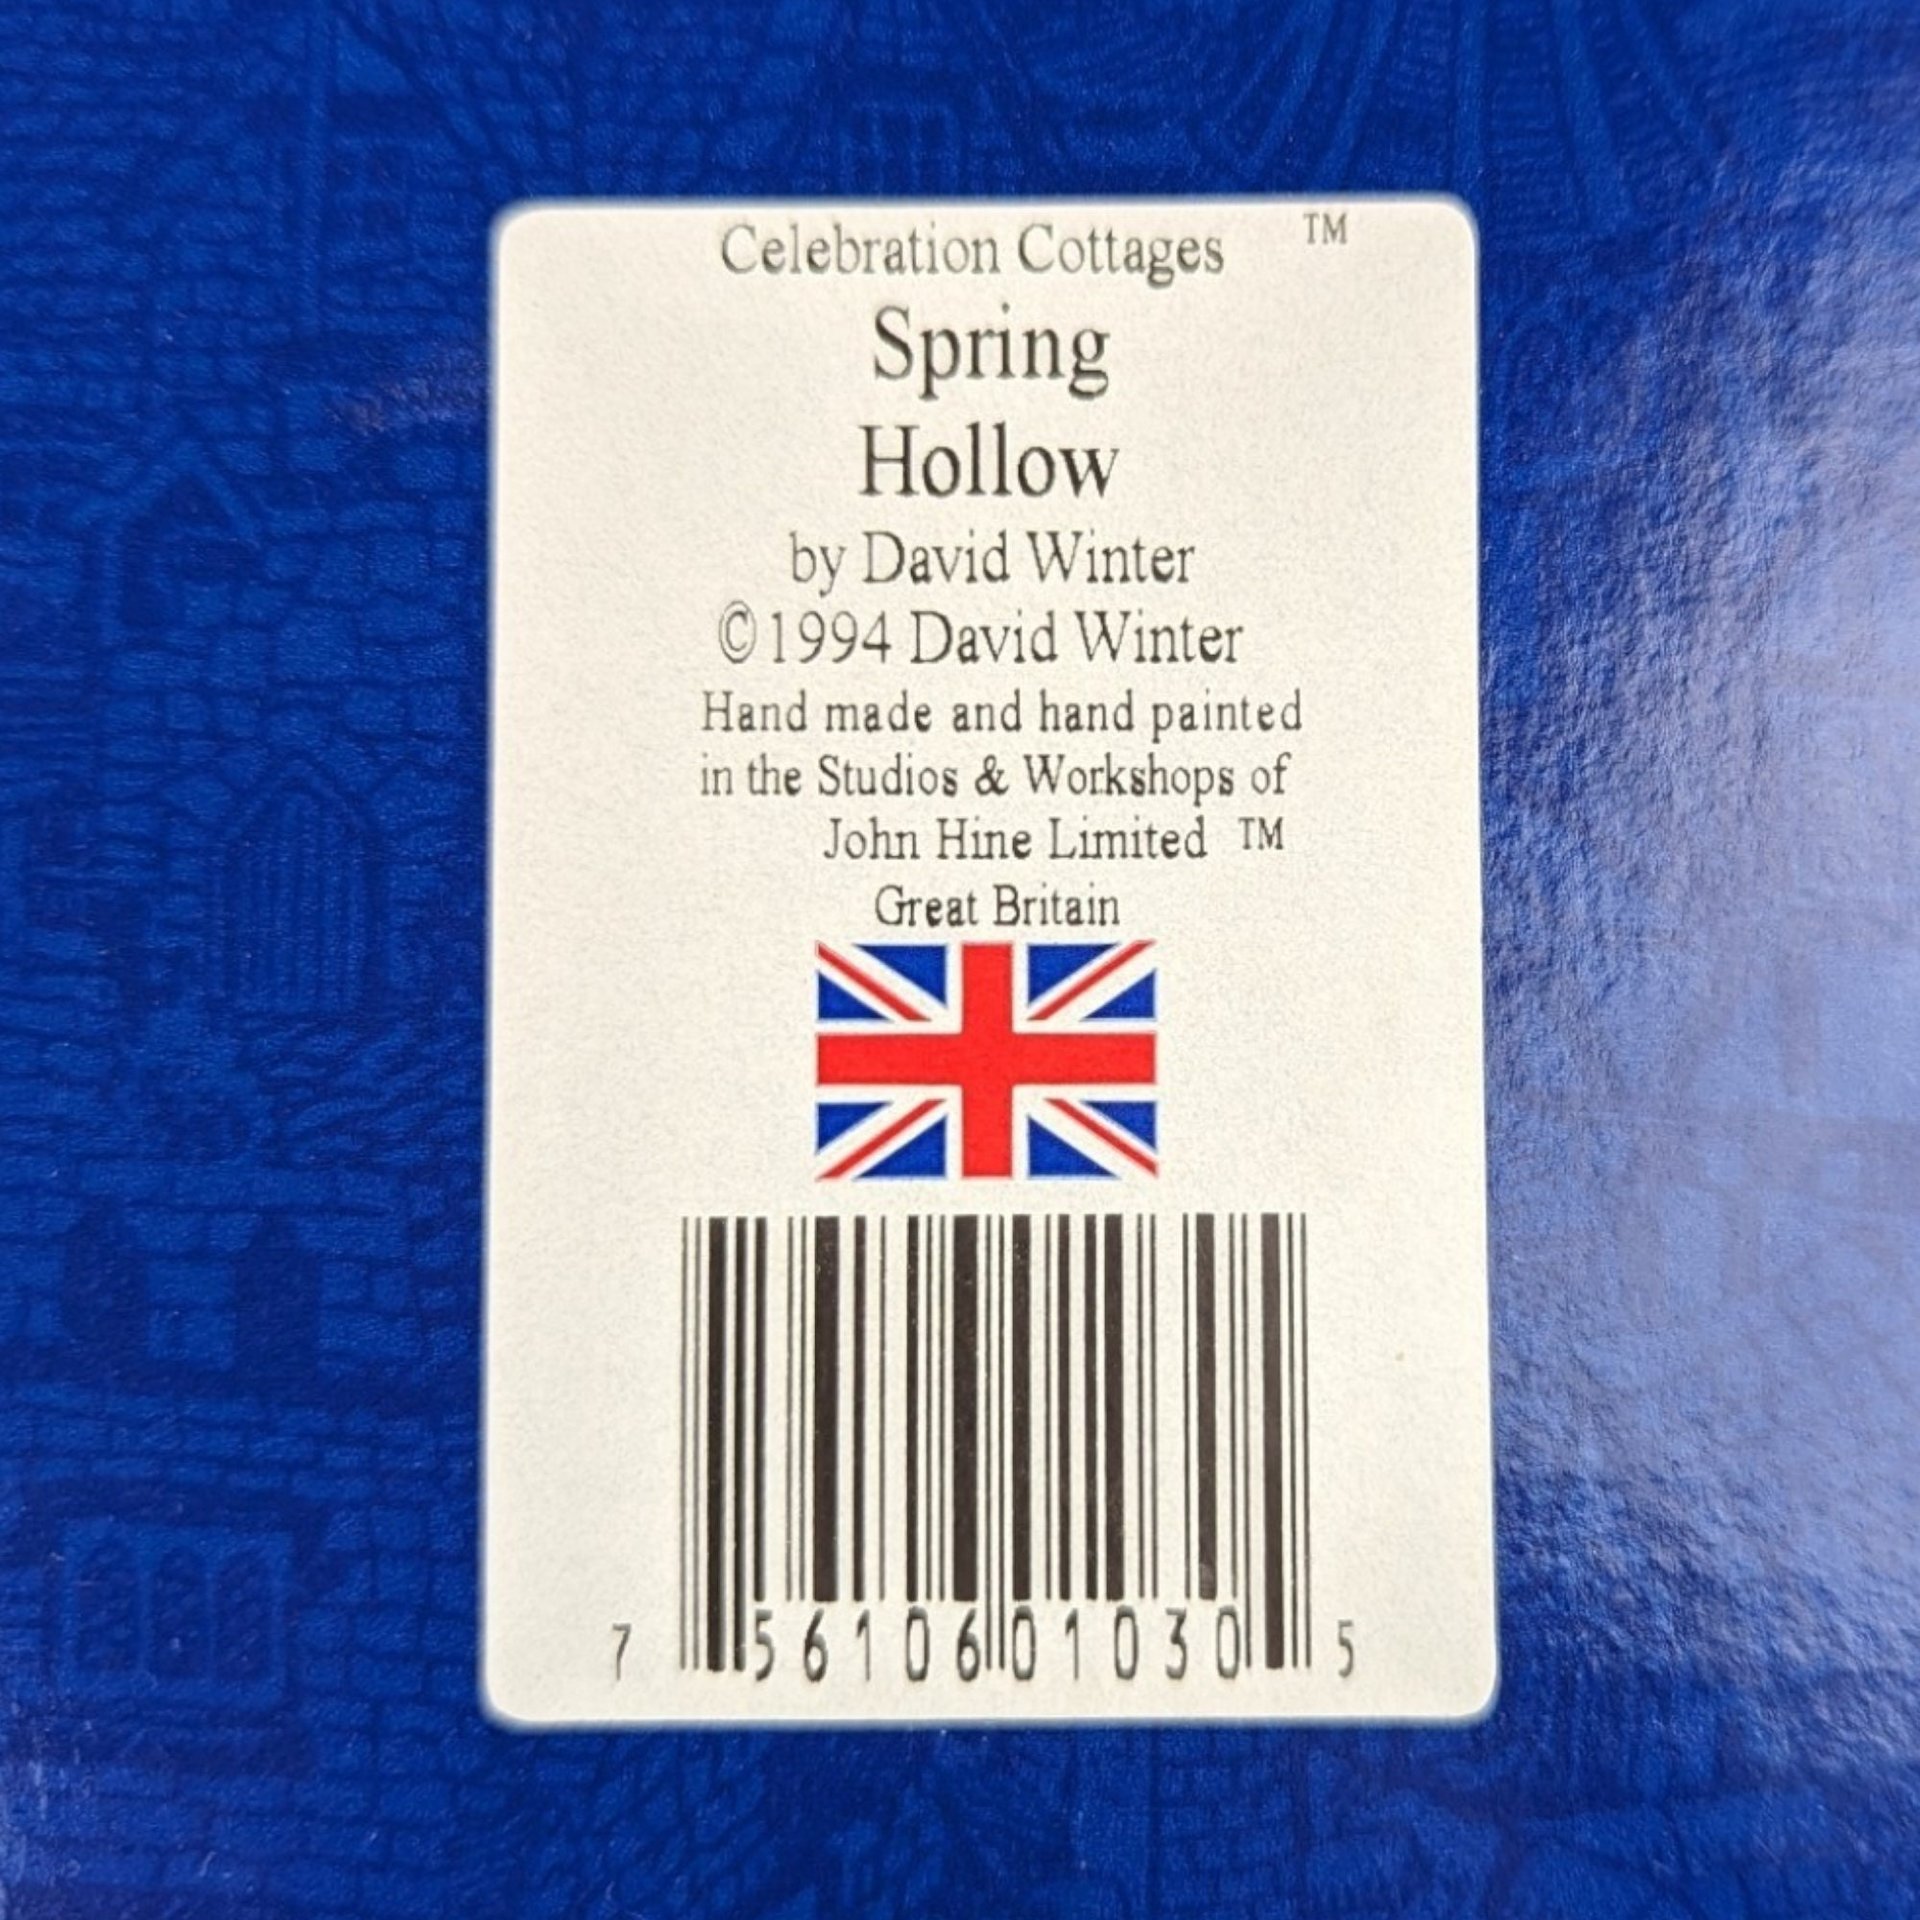 Celebration Cottages ™
Spring
Hollow
by David Winter
©1994 David Winter
Hand made and hand painted
in the Studios & Workshops of
John Hine Limited ™
Great Britain
7 56106 01030 5